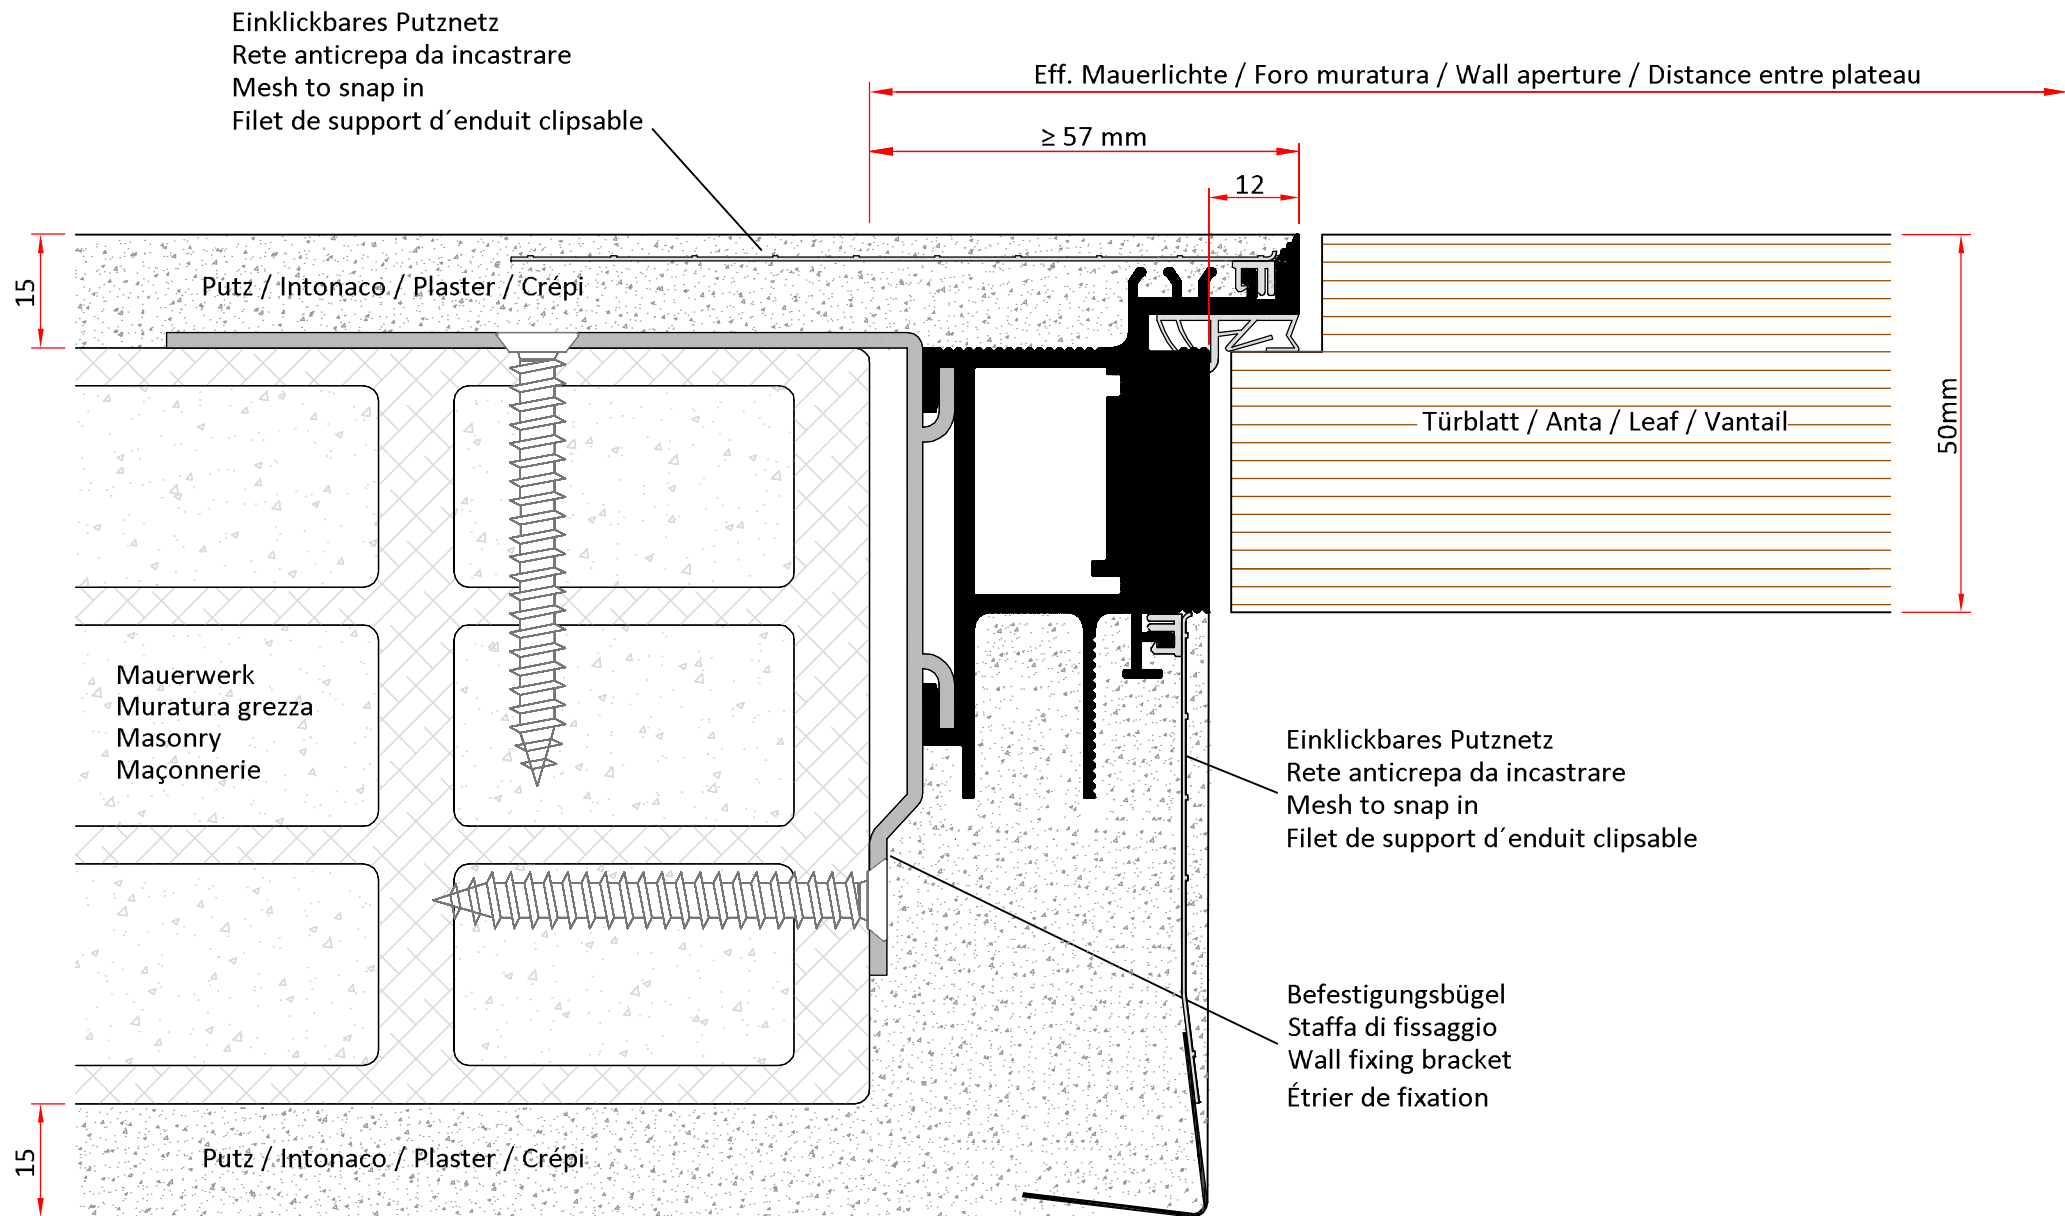 Einklickbares Putznetz
Rete anticrepa da incastrare
Mesh to snap in
Filet de support d´enduit clipsable
Eff. Mauerlichte / Foro muratura / Wall aperture / Distance entre plateau
≥ 57 mm
12
15
Putz / Intonaco / Plaster / Crépi
Türblatt / Anta / Leaf / Vantail
50mm
Mauerwerk
Muratura grezza
Masonry
Maçonnerie
Einklickbares Putznetz
Rete anticrepa da incastrare
Mesh to snap in
Filet de support d´enduit clipsable
Befestigungsbügel
Staffa di fissaggio
Wall fixing bracket
Étrier de fixation
15
Putz / Intonaco / Plaster / Crépi